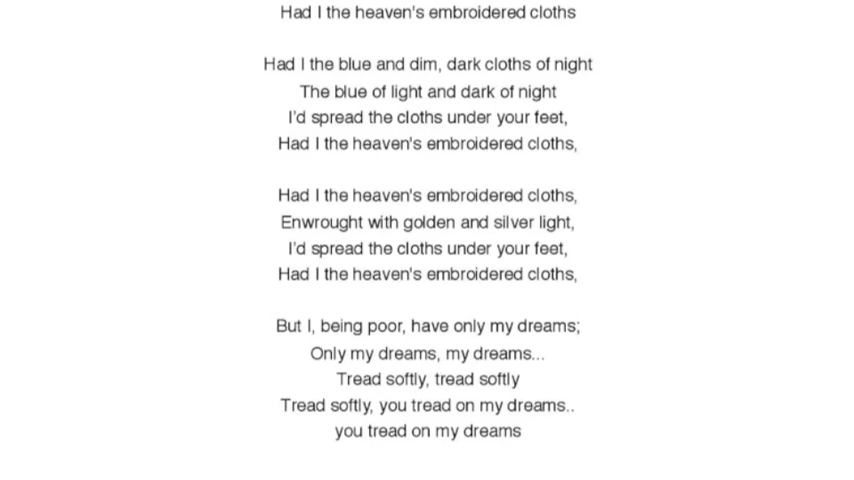 Had I the heaven's embroidered cloths
Had I the blue and dim, dark cloths of night
The blue of light and dark of night
I'd spread the cloths under your feet,
Had I the heaven's embroidered cloths,
Had I the heaven's embroidered cloths,
Enwrought with golden and silver light,
I'd spread the cloths under your feet,
Had I the heaven's embroidered cloths,
But I, being poor, have only my dreams;
Only my dreams, my dreams...
Tread softly, tread softly
Tread softly, you tread on my dreams..
you tread on my dreams